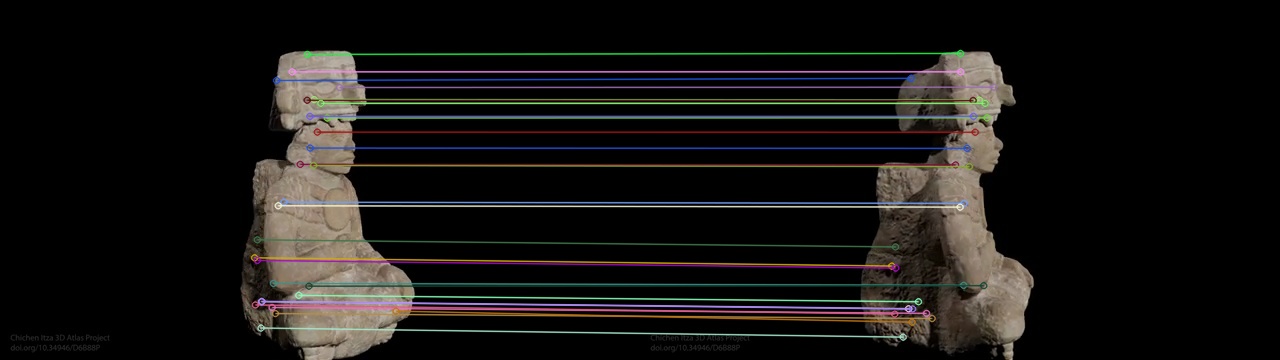 Chichen Itza 3D Atlas Project
doi.org/10.34946/D6B88P
Chichen Itza 3D Atlas Project
doi.org/10.34946/D6B88P